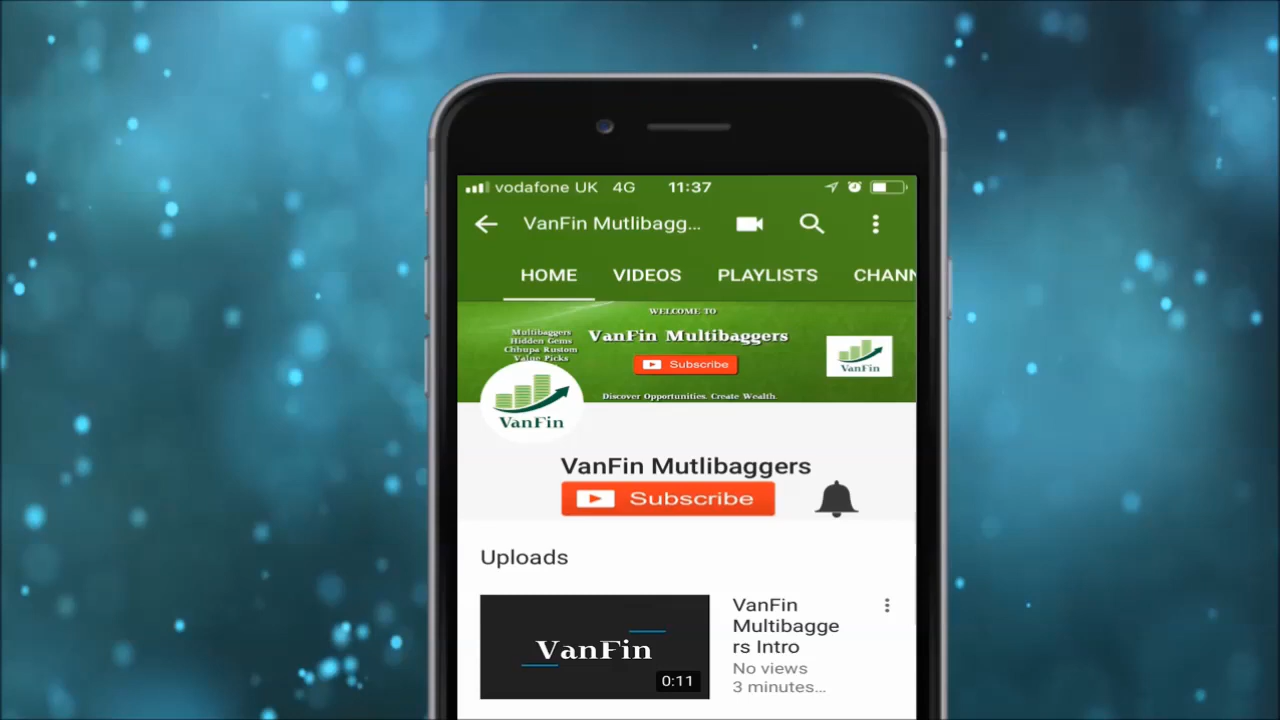 vodafone UK 4G 11:37
VanFin Mutlibagg...
HOME VIDEOS PLAYLISTS CHANN
WELCOME TO
VanFin Multibaggers
Subscribe
Discover Opportunities. Create Wealth.
Multibaggers
Hidden Gems
Chhupa Rustom
Value Picks
VanFin
VanFin
VanFin Mutlibaggers
Subscribe
Uploads
VanFin
0:11
VanFin
Multibagge
rs Intro
No views
3 minutes...